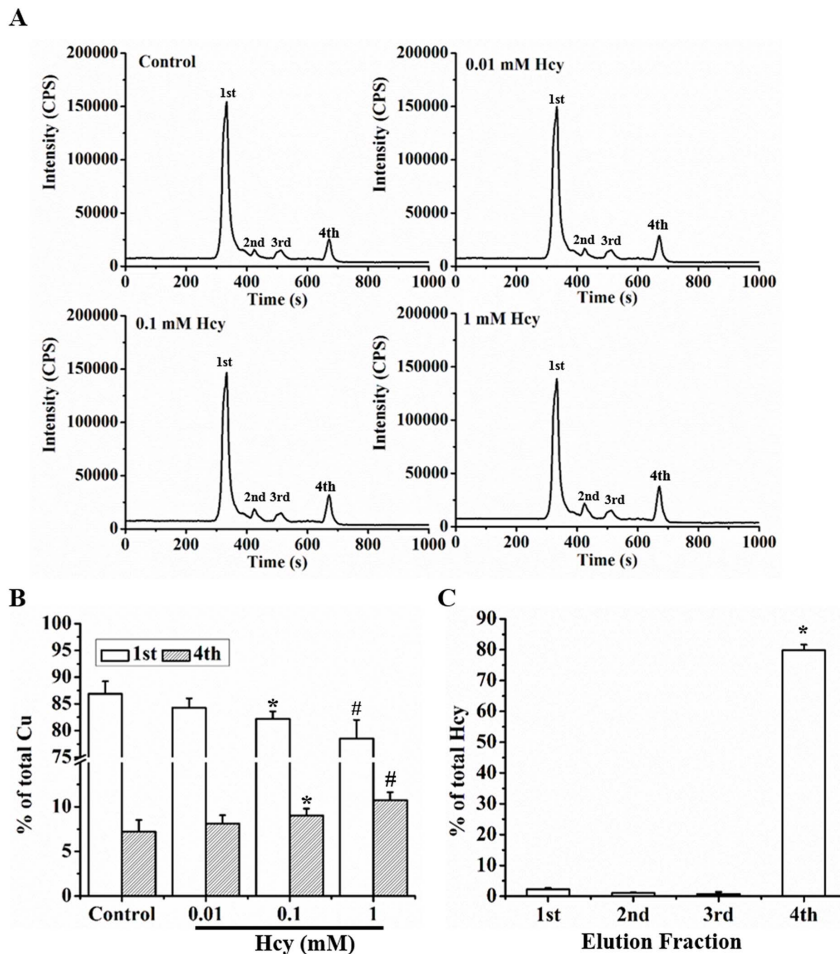 A
200000
150000
100000
50000
0
Intensity (CPS)
Control
1st
2nd
3rd
4th
0
200
400
600
800
1000
Time (s)
200000
150000
100000
50000
0
Intensity (CPS)
0.01 mM Hcy
1st
2nd
3rd
4th
0
200
400
600
800
1000
Time (s)
200000
150000
100000
50000
0
Intensity (CPS)
0.1 mM Hcy
1st
2nd
3rd
4th
0
200
400
600
800
1000
Time (s)
200000
150000
100000
50000
0
Intensity (CPS)
1 mM Hcy
1st
2nd
3rd
4th
0
200
400
600
800
1000
Time (s)
B
100
95
90
85
80
75
10
5
0
% of total Cu
1st
4th
*
#
*
#
Control
0.01
0.1
1
Hcy (mM)
C
90
80
70
60
50
40
30
20
10
0
% of total Hcy
*
1st
2nd
3rd
4th
Elution Fraction